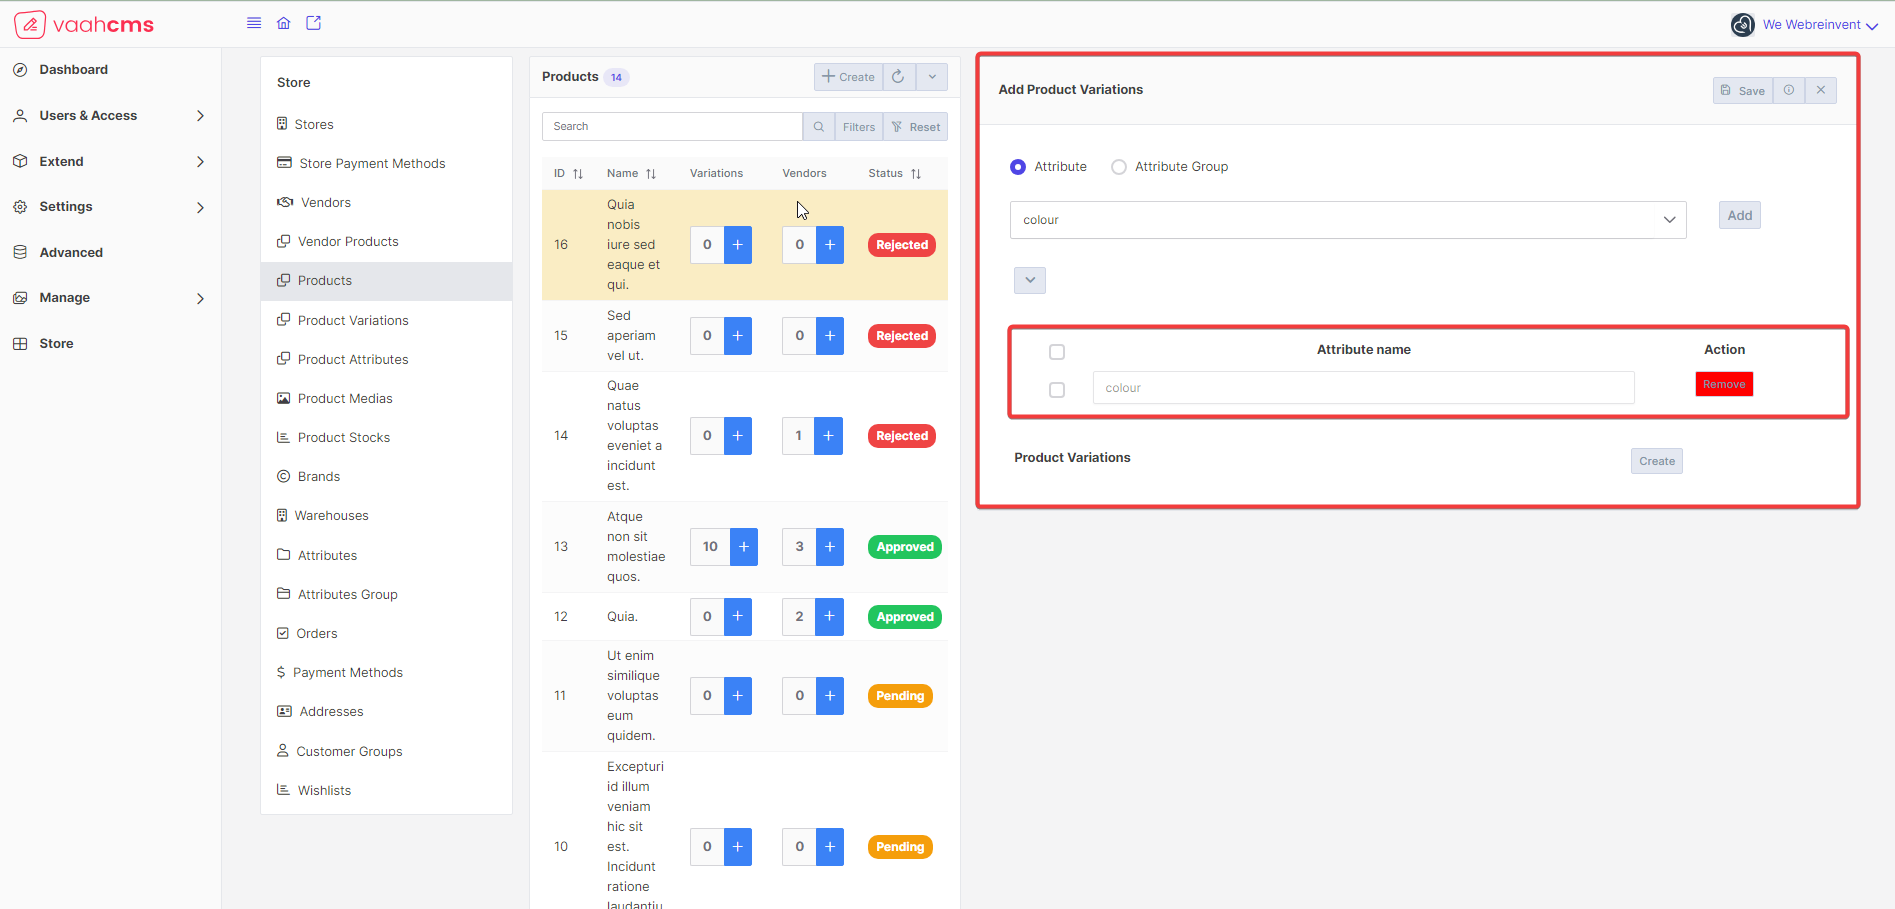 vaahcms
We Webreinvent
Dashboard
Users & Access
Extend
Settings
Advanced
Manage
Store
Store
Stores
Store Payment Methods
Vendors
Vendor Products
Products
Product Variations
Product Attributes
Product Medias
Product Stocks
Brands
Warehouses
Attributes
Attributes Group
Orders
Payment Methods
Addresses
Customer Groups
Wishlists
Products 14
Create
Search Filters Reset
ID Name Variations Vendors Status
16 Quia nobis iure sed eaque et qui. 0 + 0 + Rejected
15 Sed aperiam vel ut. 0 + 0 + Rejected
14 Quae natus voluptas eveniet a incidunt est. 0 + 1 + Rejected
13 Atque non sit molestiae quos. 10 + 3 + Approved
12 Quia. 0 + 2 + Approved
11 Ut enim similique voluptas eum quidem. 0 + 0 + Pending
10 Excepturi id illum veniam hic sit est. Incidunt ratione laudantiu 0 + 0 + Pending
Add Product Variations
Save
Attribute Attribute Group
colour Add
Attribute name Action
colour Remove
Product Variations Create